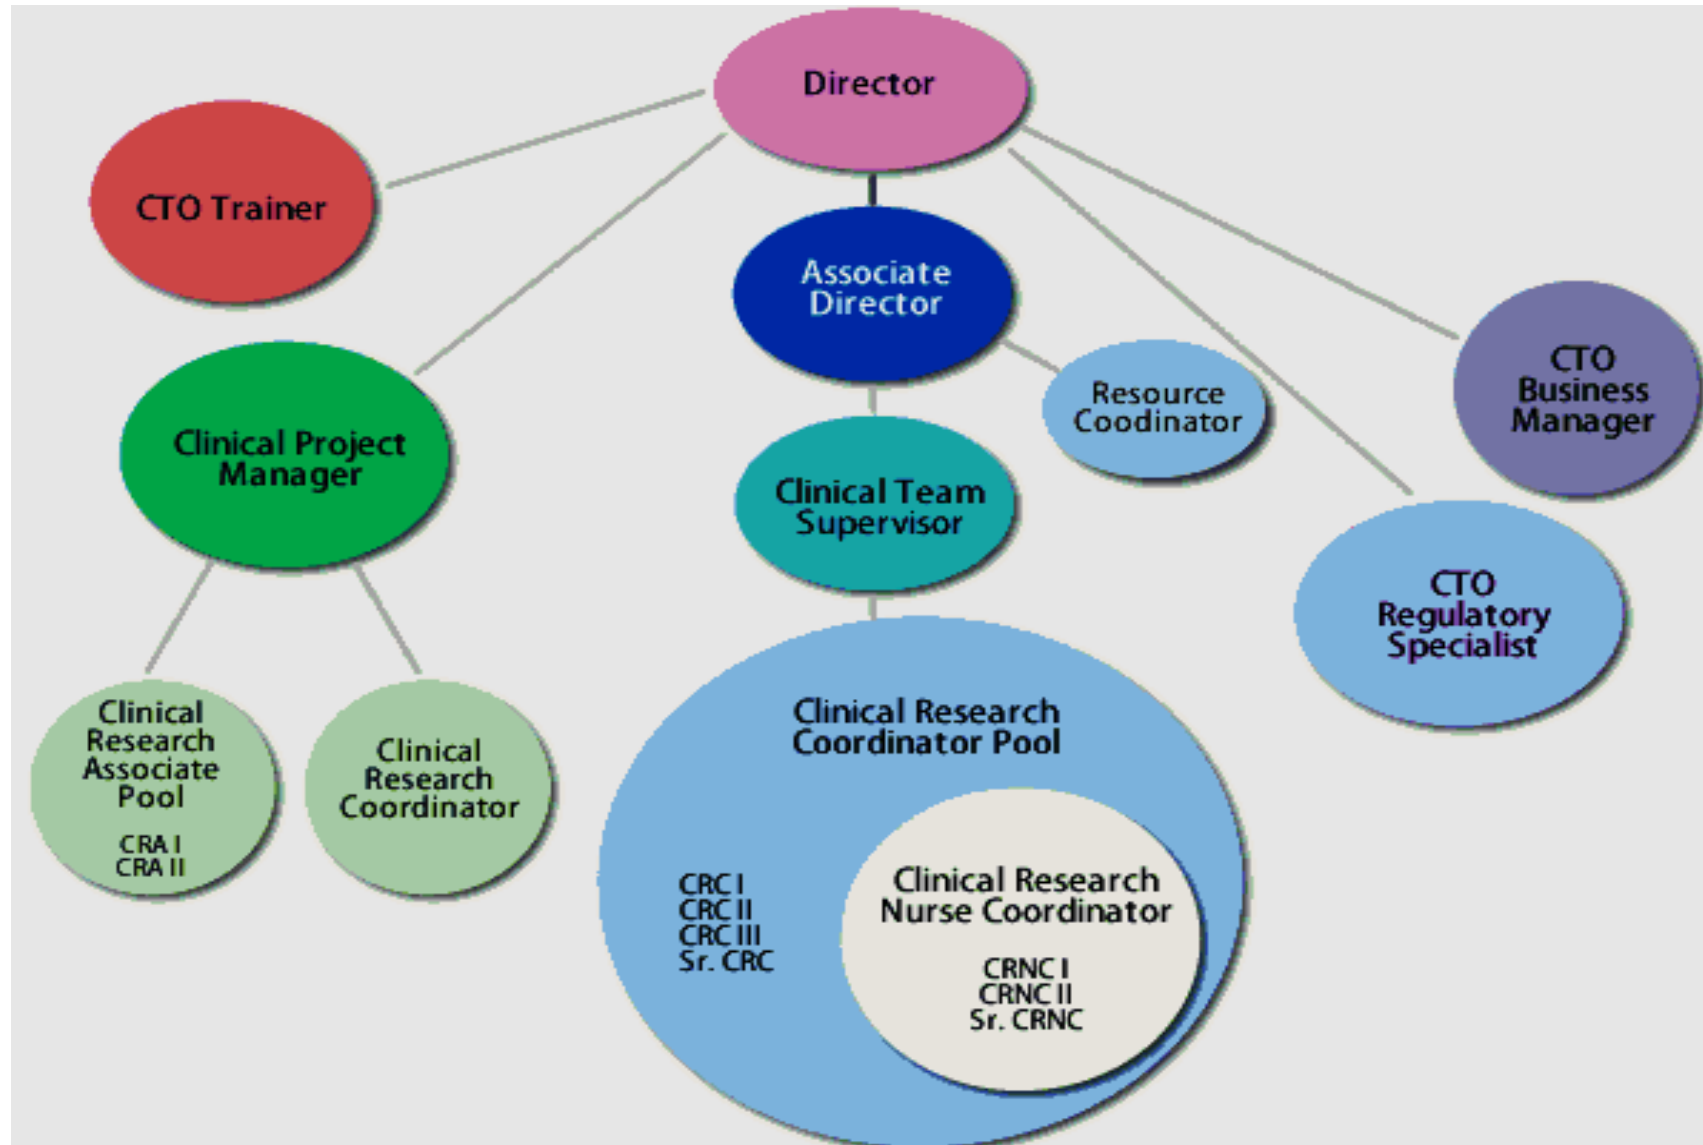 Director
CTO Trainer
Associate
Director
CTO
Business
Manager
Resource
Coodinator
Clinical Project
Manager
Clinical Team
Supervisor
CTO
Regulatory
Specialist
Clinical
Research
Associate
Pool
CRA I
CRA II
Clinical
Research
Coordinator
Clinical Research
Coordinator Pool
CRC I
CRC II
CRC III
Sr. CRC
Clinical Research
Nurse Coordinator
CRNC I
CRNC II
Sr. CRNC